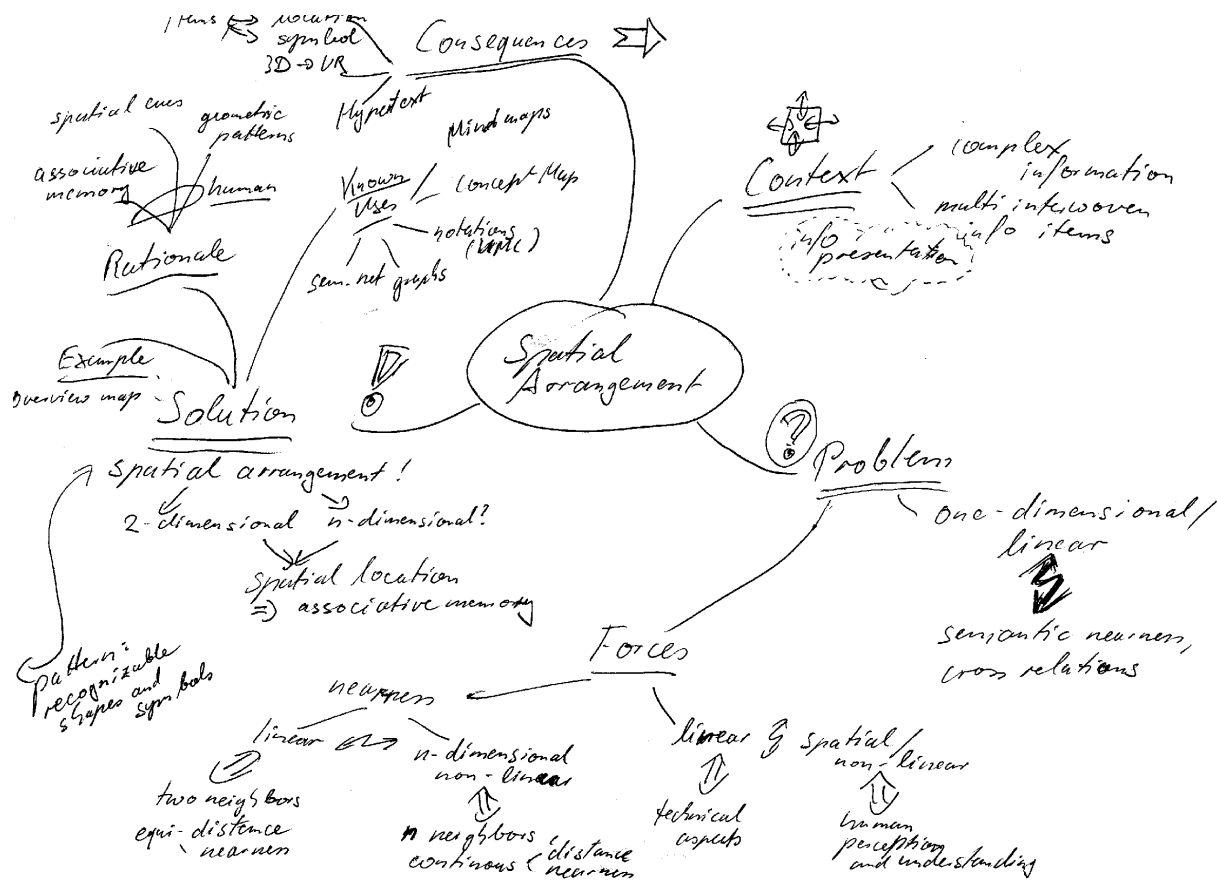 Items ⇔ location
symbol
3D → VR
Consequences
Hypertext
spatial cues
geometric
patterns
associative
memory
human
Rationale
Mind maps
Known
Uses
Concept Map
notations
sem. net graphs
Context
complex
information
multi interwoven
info items
info
presentation
Spatial
Arrangement
Example
overview map
Solution
spatial arrangement!
2-dimensional n-dimensional?
spatial location
⇒ associative memory
pattern:
recognizable
shapes and
symbols
?
Problem
one-dimensional/
linear
semantic nearness,
cross relations
Forces
nearness
linear
n-dimensional
non-linear
two neighbors
equi-distance
nearness
n neighbors
continous distance
nearness
linear spatial/
non-linear
technical
aspects
human
perception
and understanding